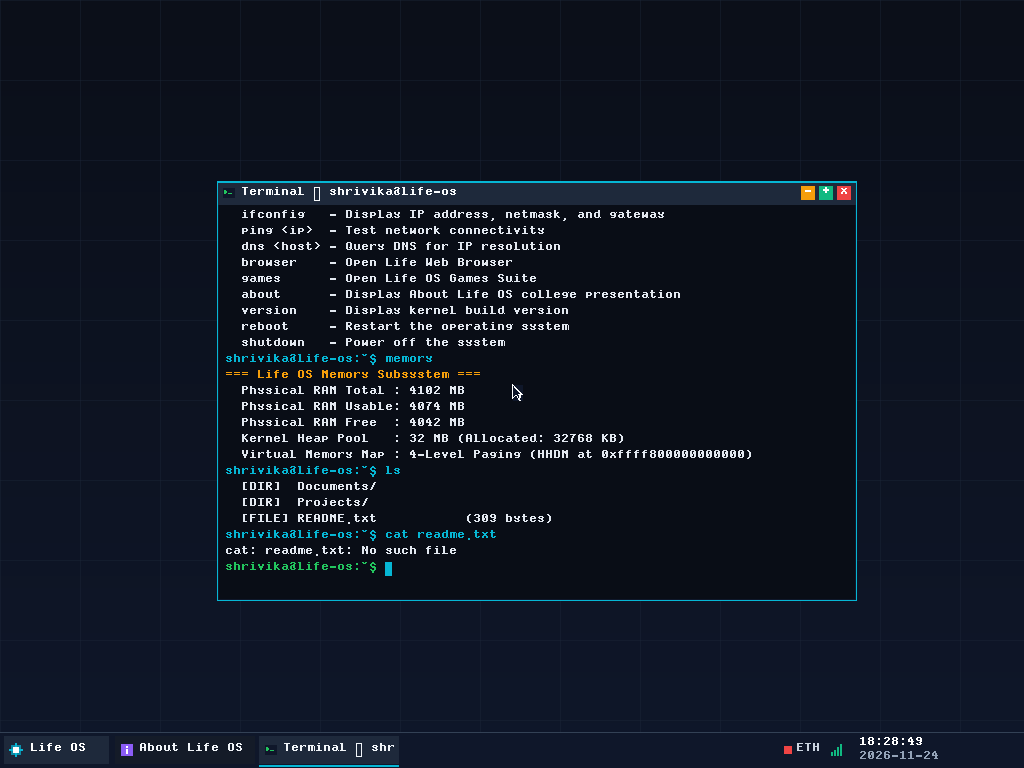 Terminal ▯ shrivika@life-os
ifconfig   - Display IP address, netmask, and gateway
ping <ip>  - Test network connectivity
dns <host> - Query DNS for IP resolution
browser    - Open Life Web Browser
games      - Open Life OS Games Suite
about      - Display About Life OS college presentation
version    - Display kernel build version
reboot     - Restart the operating system
shutdown   - Power off the system
shrivika@life-os:~$ memory
=== Life OS Memory Subsystem ===
Physical RAM Total : 4102 MB
Physical RAM Usable: 4074 MB
Physical RAM Free  : 4042 MB
Kernel Heap Pool   : 32 MB (Allocated: 32768 KB)
Virtual Memory Map : 4-Level Paging (HHDM at 0xffff800000000000)
shrivika@life-os:~$ ls
[DIR]  Documents/
[DIR]  Projects/
[FILE] README.txt           (309 bytes)
shrivika@life-os:~$ cat readme.txt
cat: readme.txt: No such file
shrivika@life-os:~$
Life OS
About Life OS
Terminal ▯ shr
ETH
18:28:49
2026-11-24